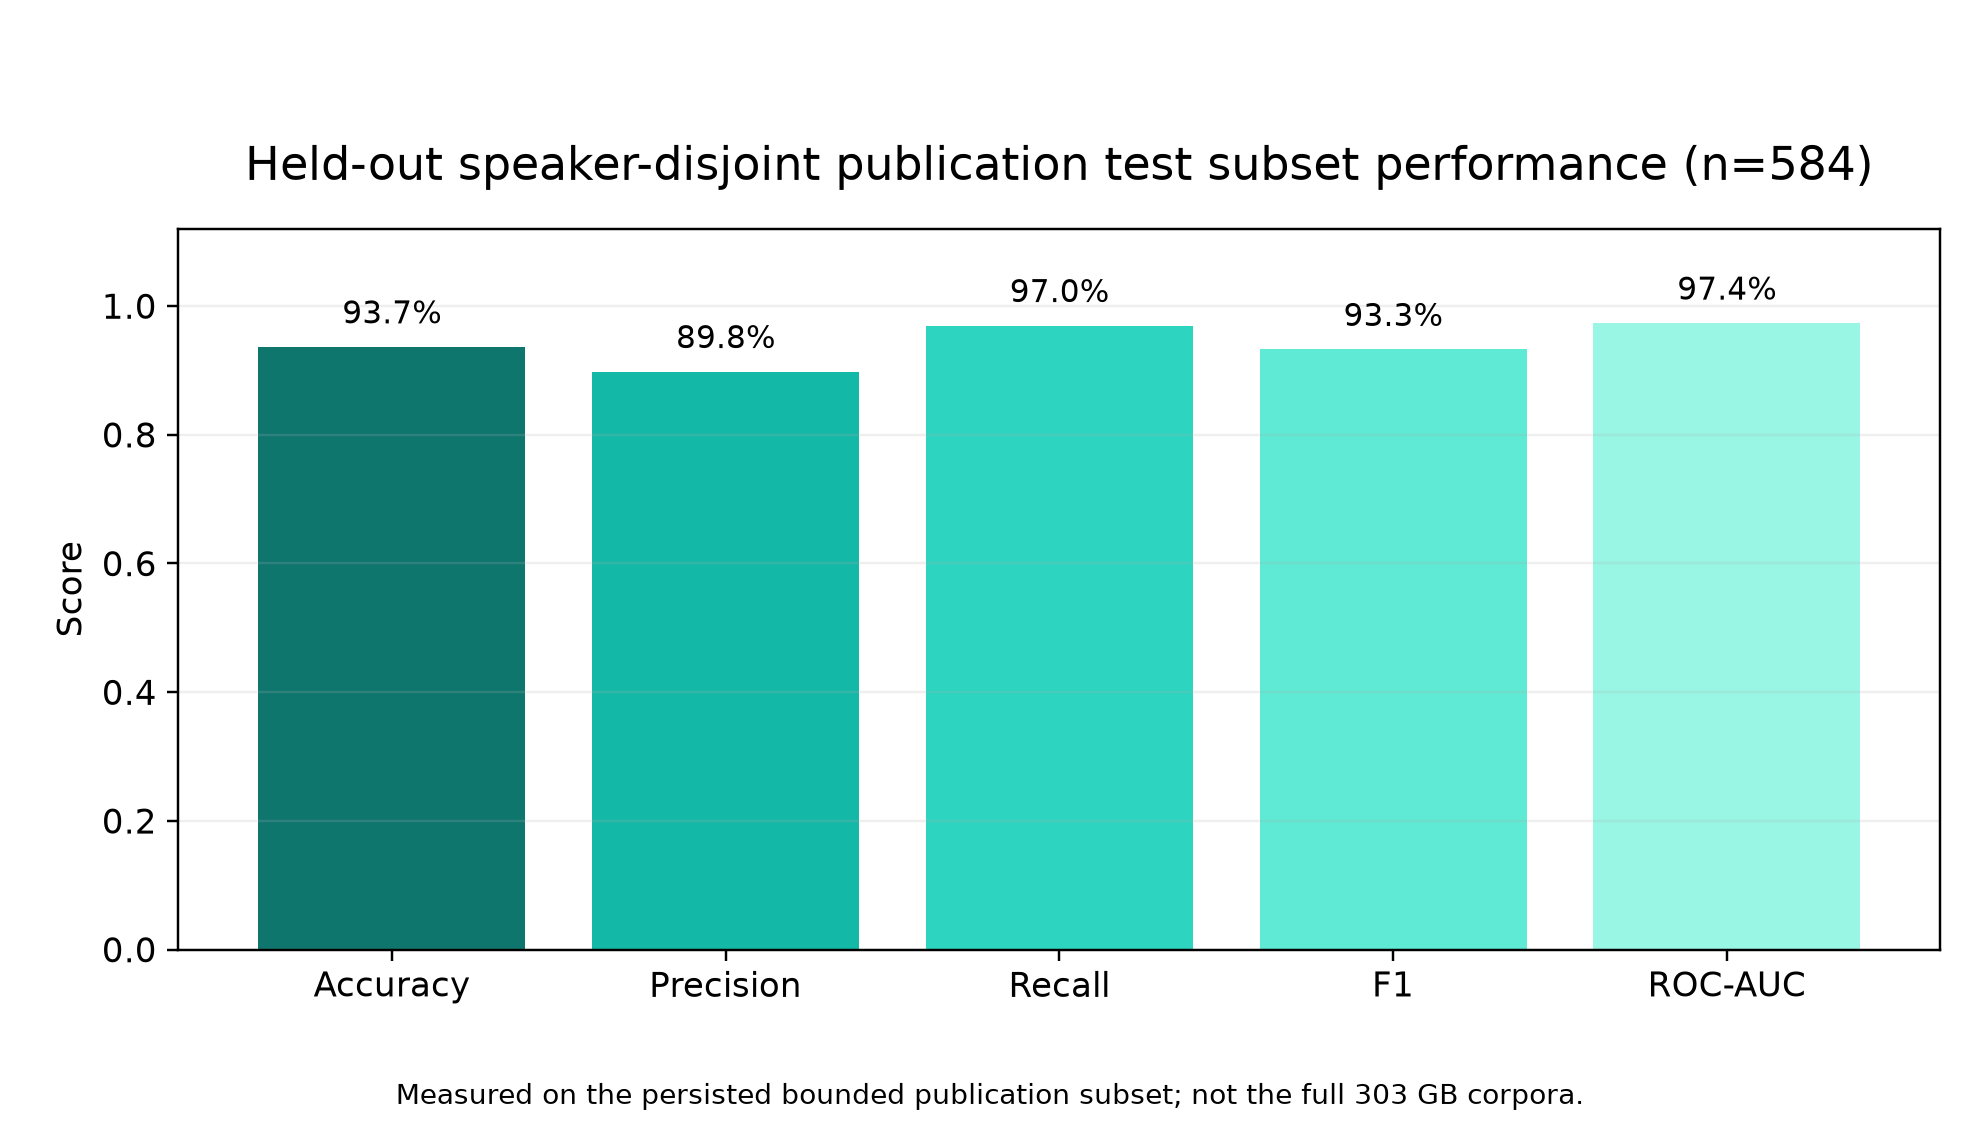 Held-out speaker-disjoint publication test subset performance (n=584)
Score
1.0
0.8
0.6
0.4
0.2
0.0
93.7%
89.8%
97.0%
93.3%
97.4%
Accuracy
Precision
Recall
F1
ROC-AUC
Measured on the persisted bounded publication subset; not the full 303 GB corpora.